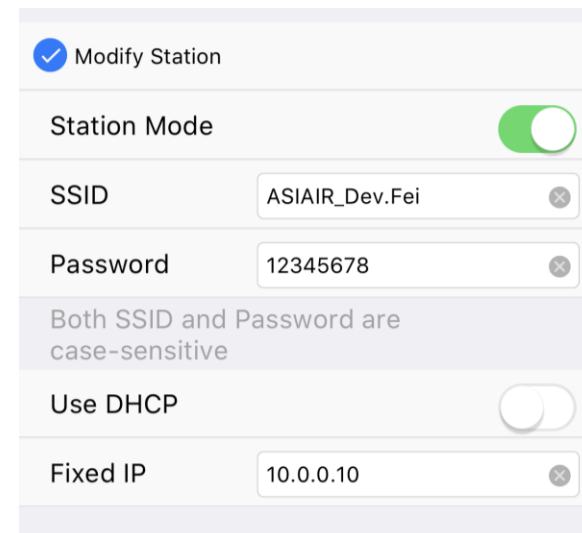 Modify Station
Station Mode
SSID
ASIAIR_Dev.Fei
Password
12345678
Both SSID and Password are
case-sensitive
Use DHCP
Fixed IP
10.0.0.10